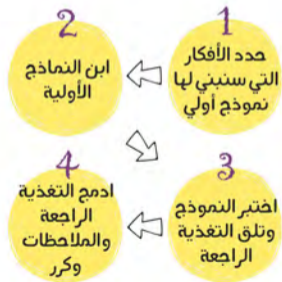 1
حدد الأفكار
التي سنبني لها
نموذج أولي
2
ابن النماذج
الأولية
3
اختبر النموذج
وتلق التغذية
الراجعة
4
ادمج التغذية
الراجعة
والملاحظات
وكرر